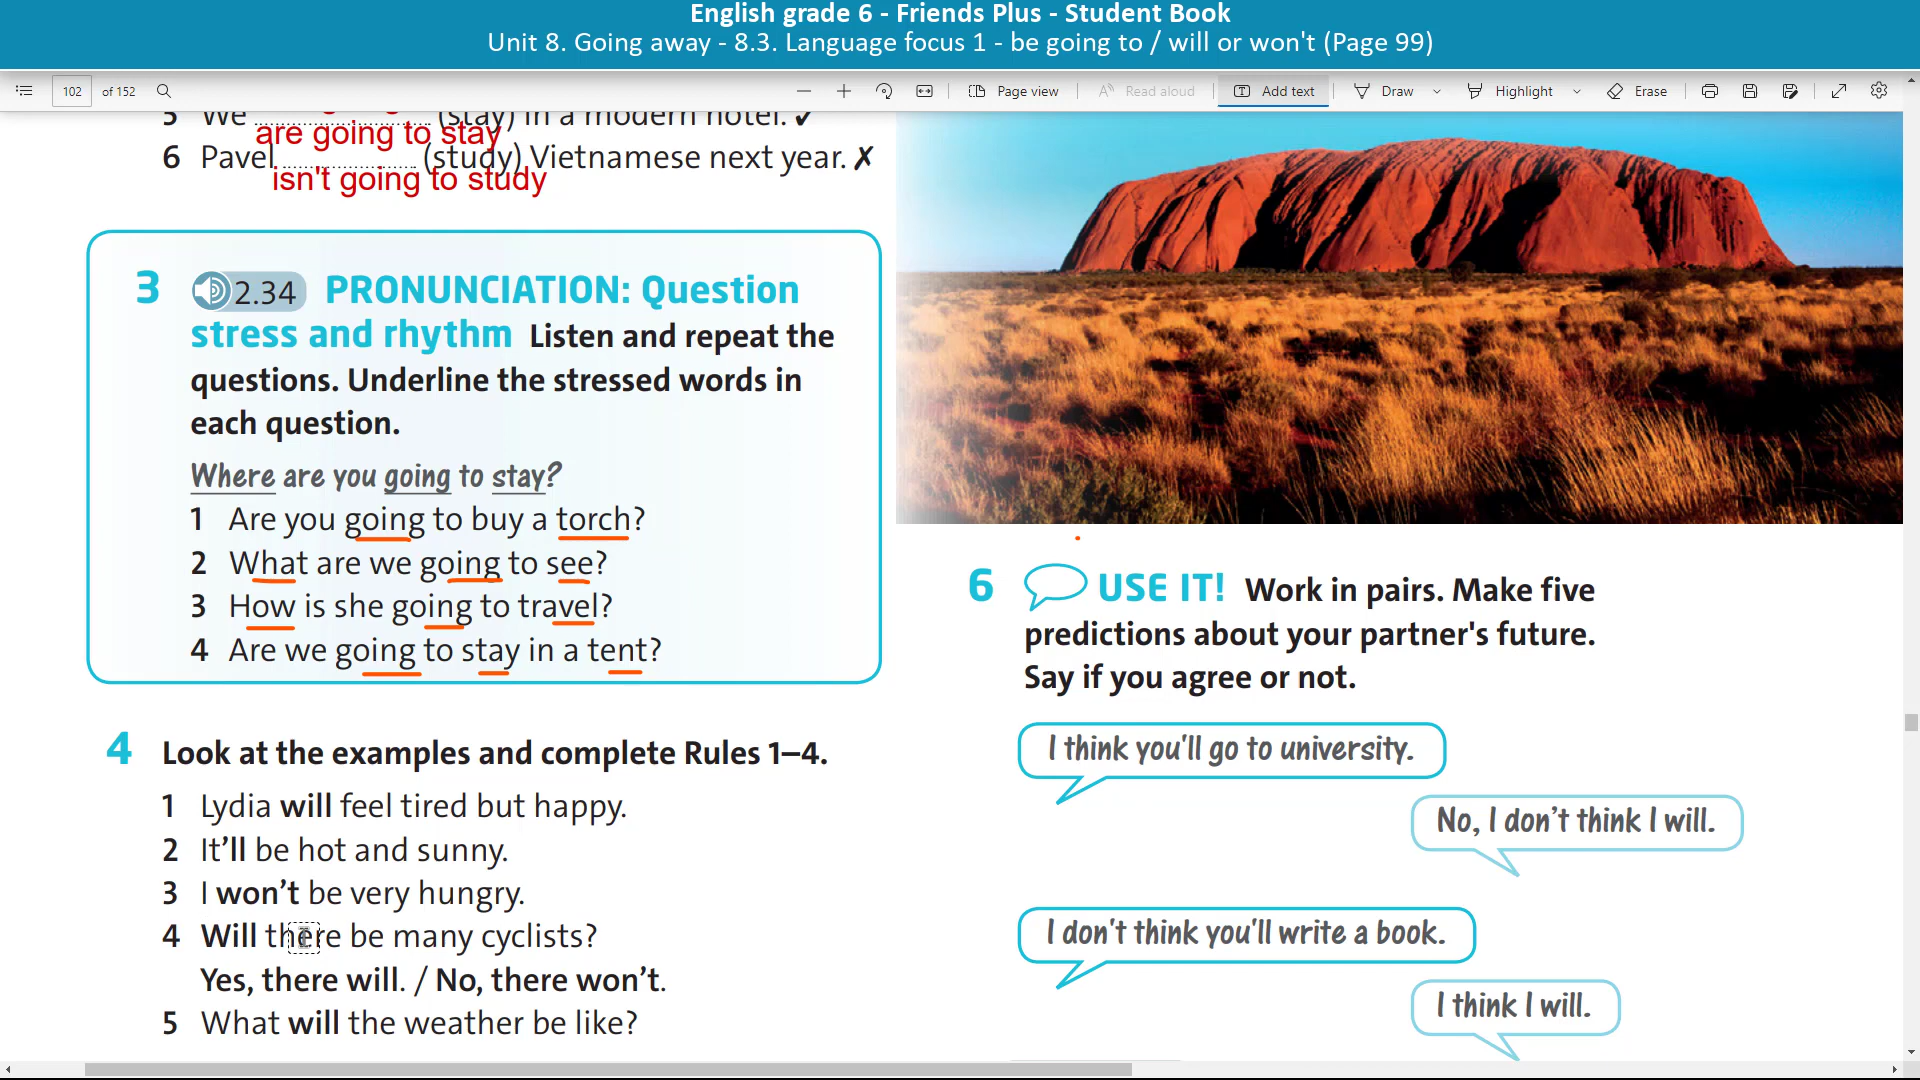 English grade 6 - Friends Plus - Student Book
Unit 8. Going away - 8.3. Language focus 1 - be going to / will or won't (Page 99)
102 of 152 Page view Read aloud Add text Draw Highlight Erase
5 We (stay) in a modern hotel. ✓
are going to stay
6 Pavel (study) Vietnamese next year. ✗
isn't going to study
3 2.34 PRONUNCIATION: Question
stress and rhythm Listen and repeat the
questions. Underline the stressed words in
each question.
Where are you going to stay?
1 Are you going to buy a torch?
2 What are we going to see?
3 How is she going to travel?
4 Are we going to stay in a tent?
4 Look at the examples and complete Rules 1–4.
1 Lydia will feel tired but happy.
2 It'll be hot and sunny.
3 I won't be very hungry.
4 Will there be many cyclists?
Yes, there will. / No, there won't.
5 What will the weather be like?
6 USE IT! Work in pairs. Make five
predictions about your partner's future.
Say if you agree or not.
I think you'll go to university.
No, I don't think I will.
I don't think you'll write a book.
I think I will.